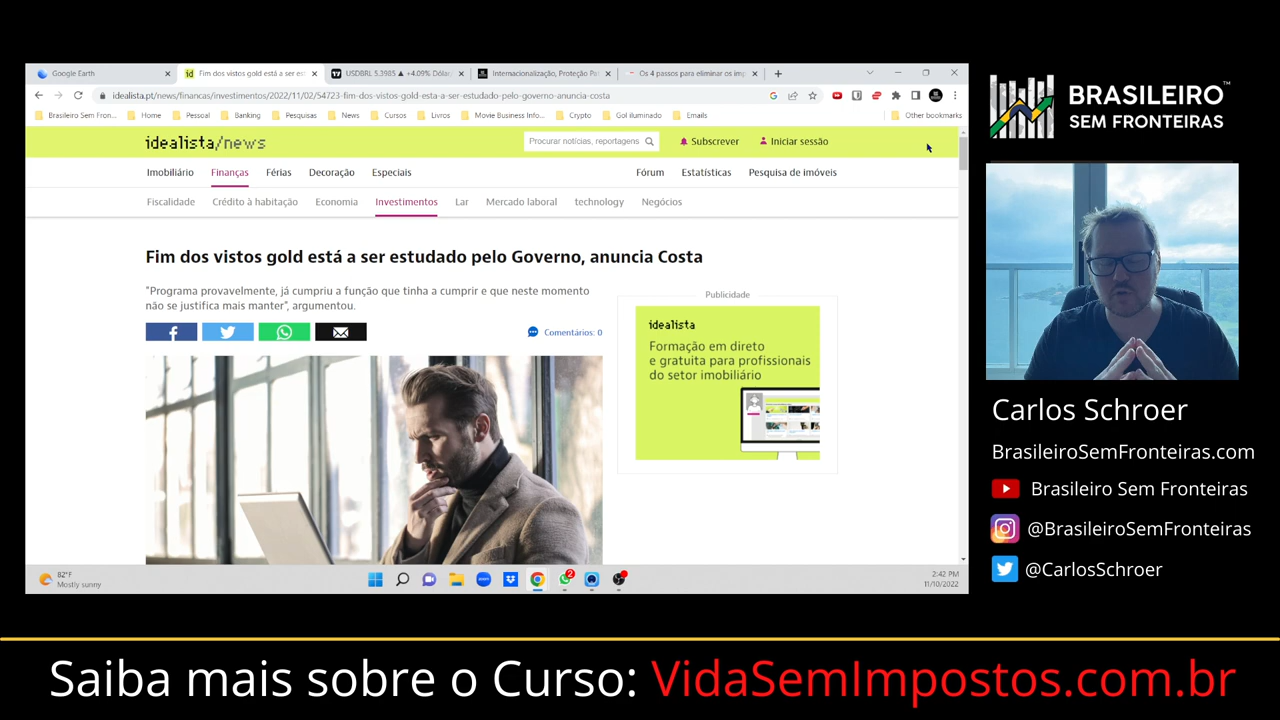 Google Earth
Fim dos vistos gold está a ser es
USDBRL 5,3985 ▲ +4.09% Dóla
Internacionalização, Proteção Po
Os 4 passos para eliminar os im
idealista.pt/news/financas/investimentos/2022/11/02/54723-fim-dos-vistos-gold-esta-a-ser-estudado-pelo-governo-anuncia-costa
Brasileiro Sem Fron...
Home
Pessoal
Banking
Pesquisas
News
Cursos
Livros
Movie Business Info...
Crypto
Gol iluminado
Emails
Other bookmarks
idealista/news
Procurar notícias, reportagens
Subscrever
Iniciar sessão
Imobiliário
Finanças
Férias
Decoração
Especiais
Fórum
Estatísticas
Pesquisa de imóveis
Fiscalidade
Crédito à habitação
Economia
Investimentos
Lar
Mercado laboral
technology
Negócios
Fim dos vistos gold está a ser estudado pelo Governo, anuncia Costa
"Programa provavelmente, já cumpriu a função que tinha a cumprir e que neste momento
não se justifica mais manter", argumentou.
Comentários: 0
Publicidade
idealista
Formação em direto
e gratuita para profissionais
do setor imobiliário
82°F
Mostly sunny
2
2:42 PM
11/10/2022
BRASILEIRO™
SEM FRONTEIRAS
Carlos Schroer
BrasileiroSemFronteiras.com
Brasileiro Sem Fronteiras
@BrasileiroSemFronteiras
@CarlosSchroer
Saiba mais sobre o Curso: VidaSemImpostos.com.br